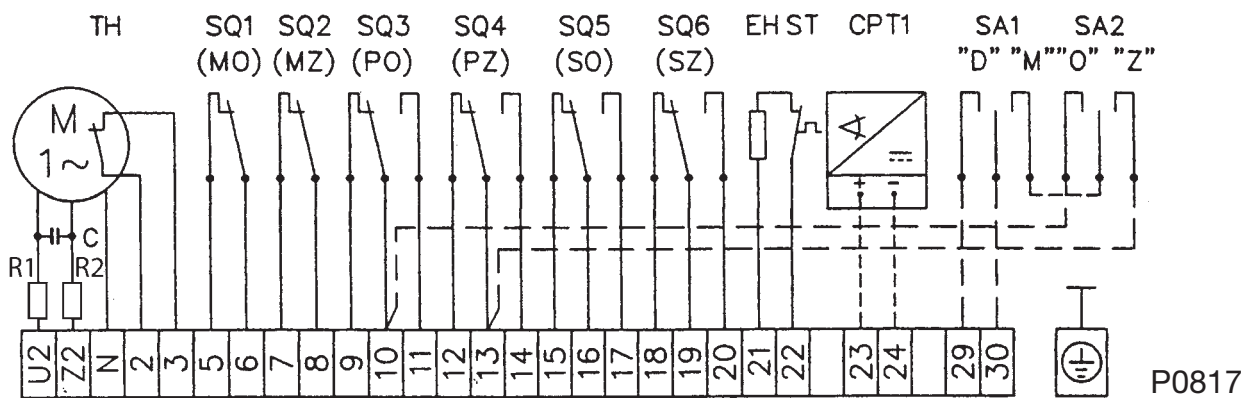 TH SQ1 SQ2 SQ3 SQ4 SQ5 SQ6 EH ST CPT1 SA1 SA2
(MO) (MZ) (PO) (PZ) (SO) (SZ) "D" "M" "O" "Z"
M
1~
+ −
C
R1 R2
U2 Z2 N 2 3 5 6 7 8 9 10 11 12 13 14 15 16 17 18 19 20 21 22 23 24 29 30
P0817